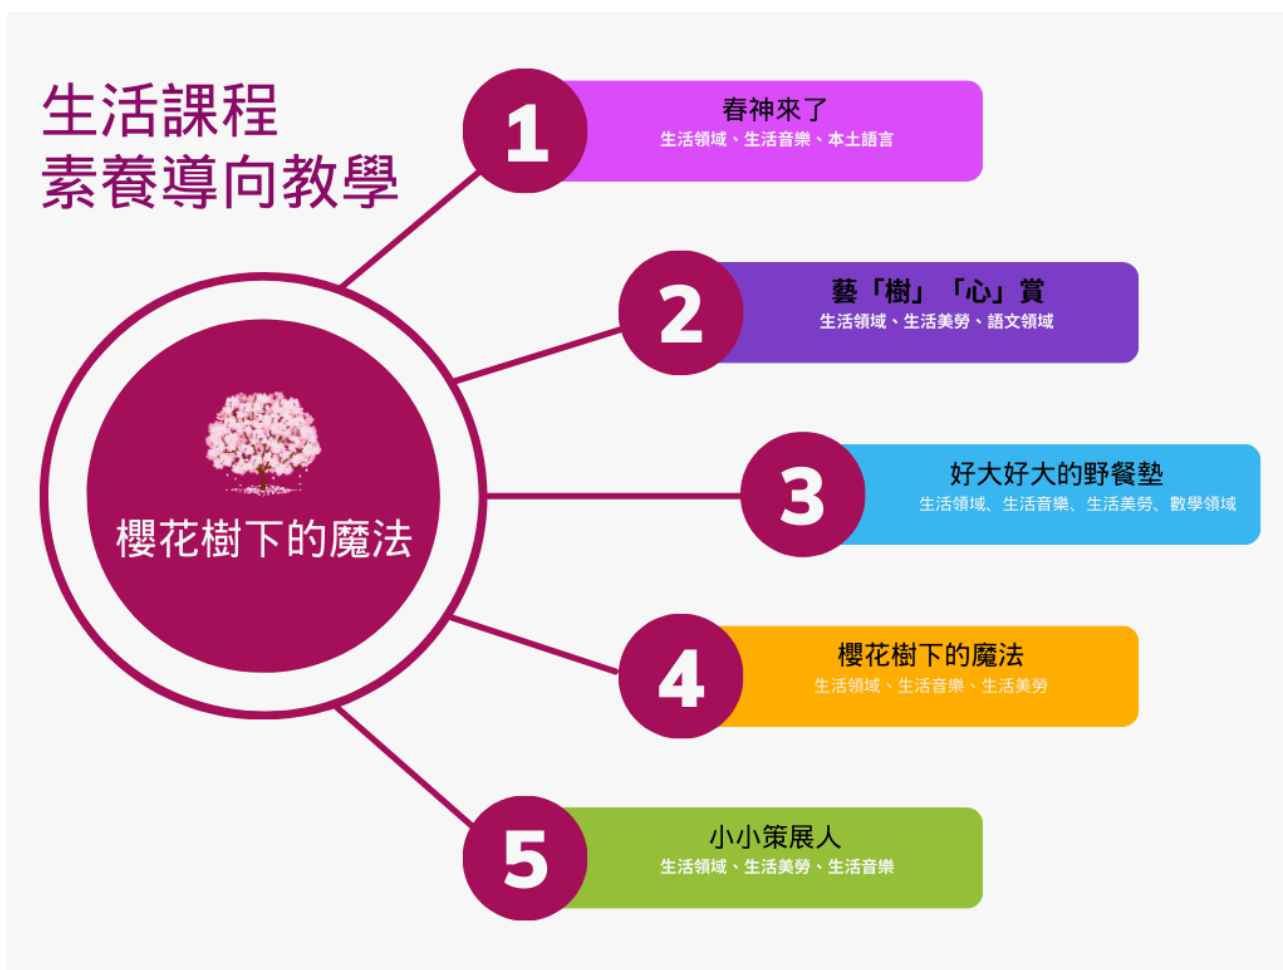 生活課程
素養導向教學
櫻花樹下的魔法
1
春神來了
生活領域、生活音樂、本土語言
2
藝「樹」「心」賞
生活領域、生活美勞、語文領域
3
好大好大的野餐墊
生活領域、生活音樂、生活美勞、數學領域
4
櫻花樹下的魔法
生活領域、生活音樂、生活美勞
5
小小策展人
生活領域、生活美勞、生活音樂